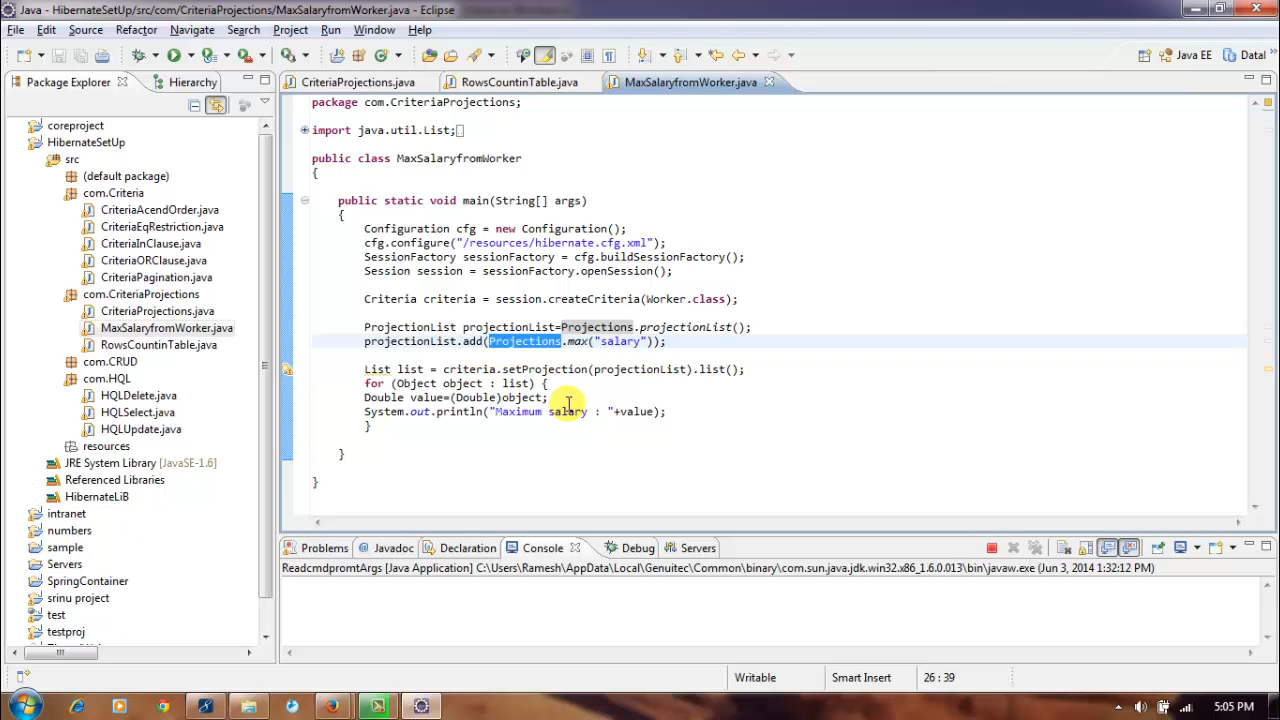 Java - HibernateSetUp/src/com/CriteriaProjections/MaxSalaryfromWorker.java - Eclipse
File Edit Source Refactor Navigate Search Project Run Window Help
Java EE Datal
Package Explorer Hierarchy
CriteriaProjections.java RowsCountinTable.java MaxSalaryfromWorker.java
coreproject
HibernateSetUp
src
(default package)
com.Criteria
CriteriaAcendOrder.java
CriteriaEqRestriction.java
CriteriaInClause.java
CriteriaORClause.java
CriteriaPagination.java
com.CriteriaProjections
CriteriaProjections.java
MaxSalaryfromWorker.java
RowsCountinTable.java
com.CRUD
com.HQL
HQLDelete.java
HQLSelect.java
HQLUpdate.java
resources
JRE System Library [JavaSE-1.6]
Referenced Libraries
HibernateLiB
intranet
numbers
sample
Servers
SpringContainer
srinu project
test
testproj
package com.CriteriaProjections;
import java.util.List;
public class MaxSalaryfromWorker
{
public static void main(String[] args)
{
Configuration cfg = new Configuration();
cfg.configure("/resources/hibernate.cfg.xml");
SessionFactory sessionFactory = cfg.buildSessionFactory();
Session session = sessionFactory.openSession();
Criteria criteria = session.createCriteria(Worker.class);
ProjectionList projectionList=Projections.projectionList();
projectionList.add(Projections.max("salary"));
List list = criteria.setProjection(projectionList).list();
for (Object object : list) {
Double value=(Double)object;
System.out.println("Maximum salary : "+value);
}
}
}
Problems Javadoc Declaration Console Debug Servers
ReadcmdpromtArgs [Java Application] C:\Users\Ramesh\AppData\Local\Genuitec\Common\binary\com.sun.java.jdk.win32.x86_1.6.0.013\bin\javaw.exe (Jun 3, 2014 1:32:12 PM)
Writable Smart Insert 26 : 39
5:05 PM